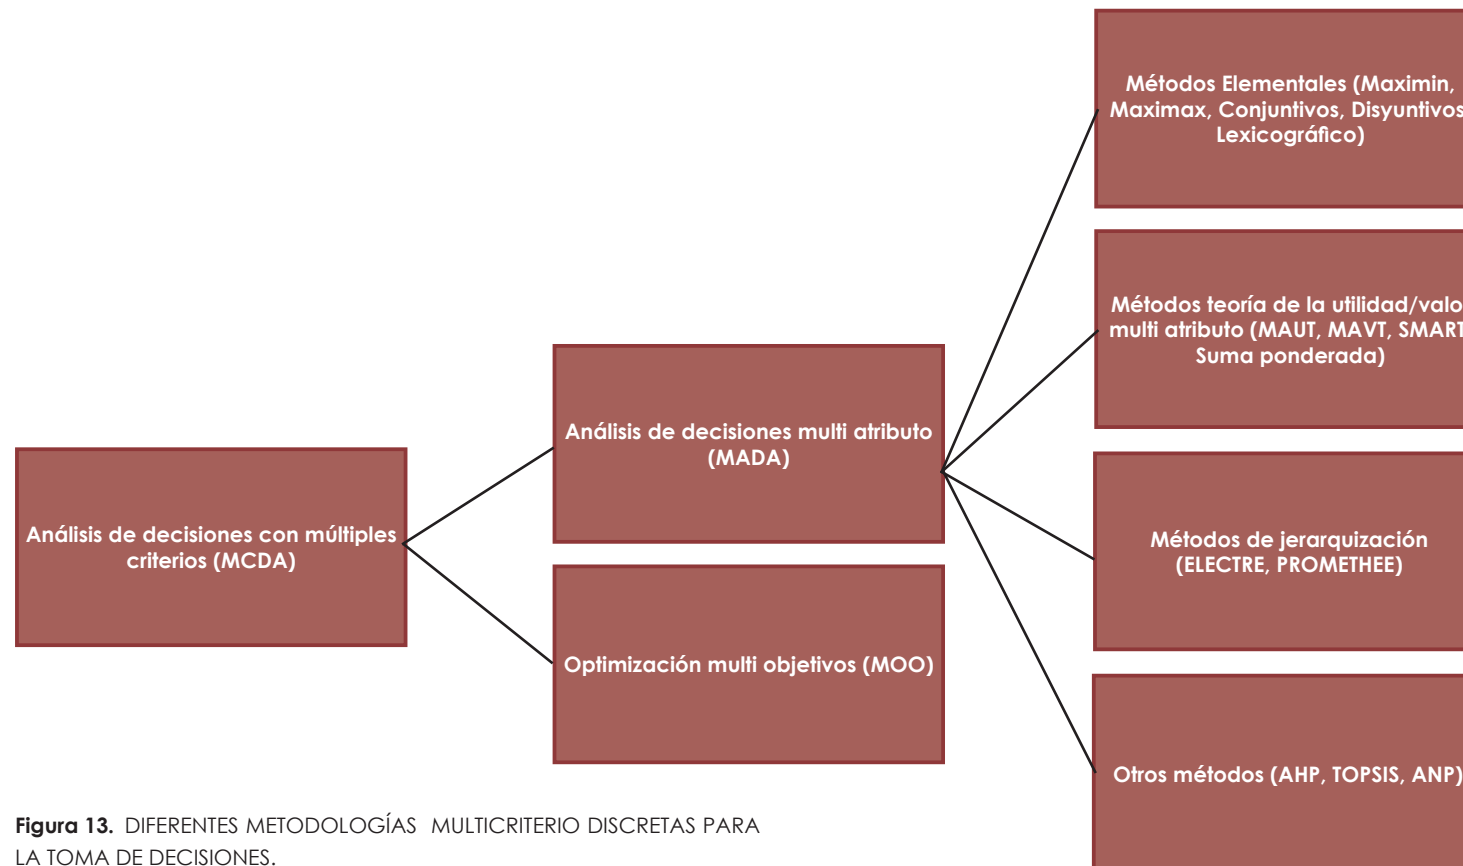 Métodos Elementales (Maximin,
Maximax, Conjuntivos, Disyuntivos
Lexicográfico)
Métodos teoría de la utilidad/valo
multi atributo (MAUT, MAVT, SMART
Suma ponderada)
Análisis de decisiones multi atributo
(MADA)
Análisis de decisiones con múltiples
criterios (MCDA)
Métodos de jerarquización
(ELECTRE, PROMETHEE)
Optimización multi objetivos (MOO)
Otros métodos (AHP, TOPSIS, ANP)
Figura 13. DIFERENTES METODOLOGÍAS MULTICRITERIO DISCRETAS PARA
LA TOMA DE DECISIONES.